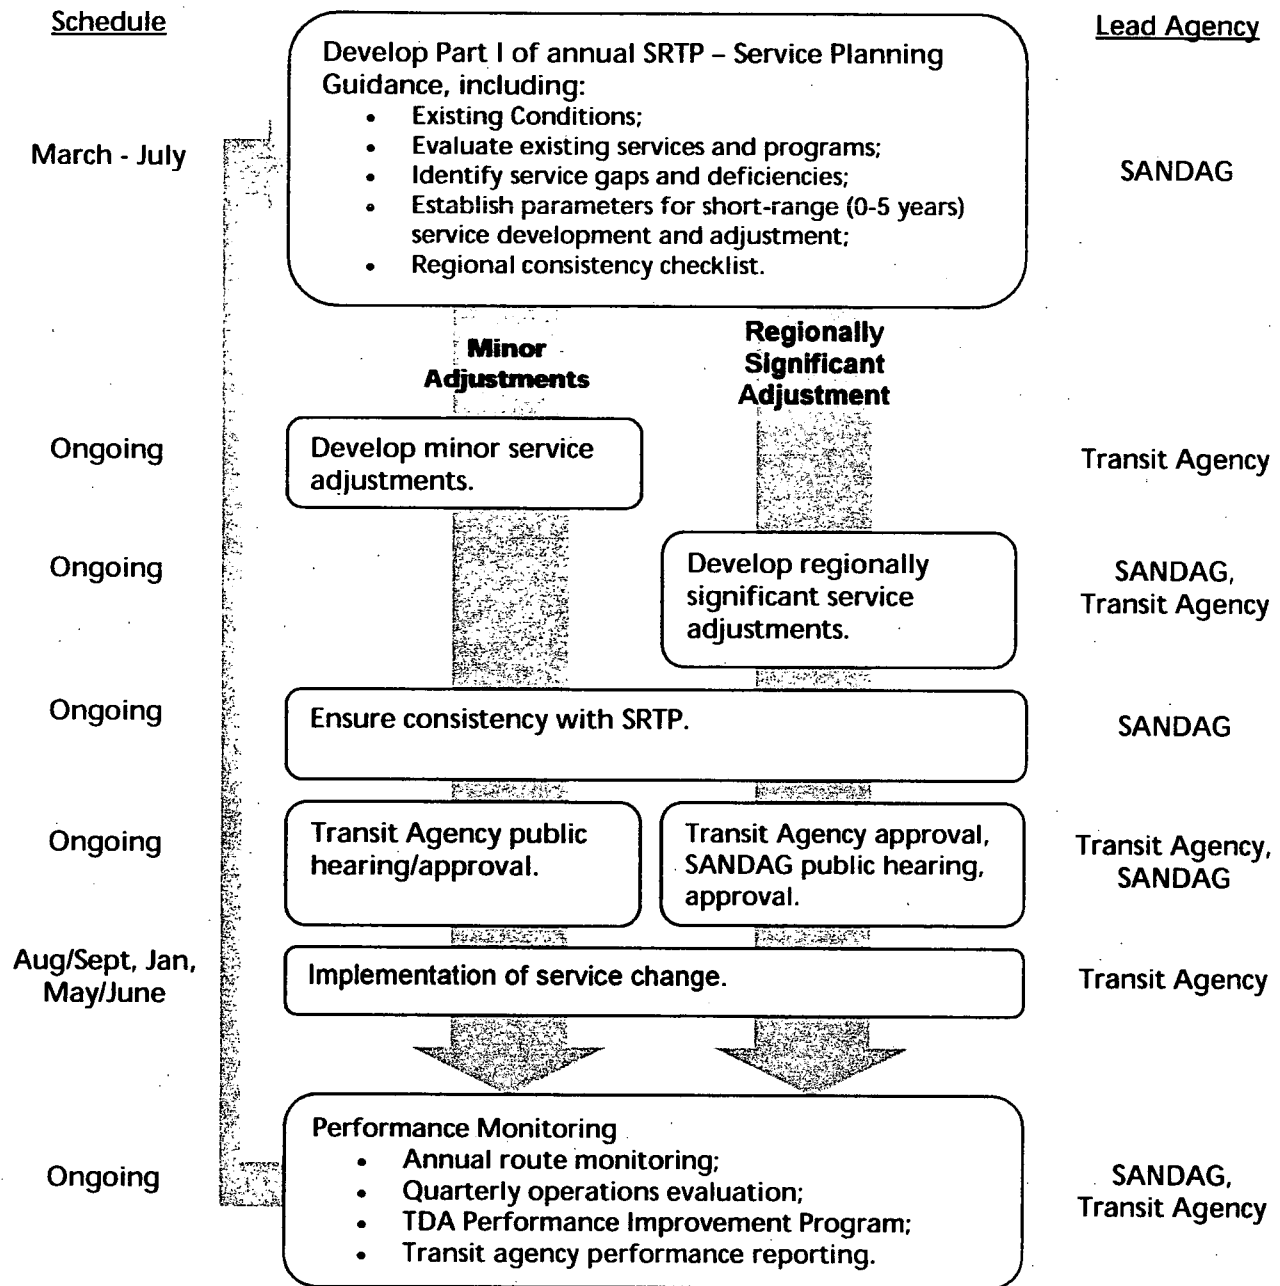 Schedule
Lead Agency
Develop Part I of annual SRTP – Service Planning
Guidance, including:
• Existing Conditions;
• Evaluate existing services and programs;
• Identify service gaps and deficiencies;
• Establish parameters for short-range (0-5 years)
service development and adjustment;
• Regional consistency checklist.
March - July
SANDAG
Minor
Adjustments
Regionally
Significant
Adjustment
Ongoing
Develop minor service
adjustments.
Transit Agency
Ongoing
Develop regionally
significant service
adjustments.
SANDAG,
Transit Agency
Ongoing
Ensure consistency with SRTP.
SANDAG
Ongoing
Transit Agency public
hearing/approval.
Transit Agency approval,
SANDAG public hearing,
approval.
Transit Agency,
SANDAG
Aug/Sept, Jan,
May/June
Implementation of service change.
Transit Agency
Performance Monitoring
• Annual route monitoring;
• Quarterly operations evaluation;
• TDA Performance Improvement Program;
• Transit agency performance reporting.
Ongoing
SANDAG,
Transit Agency